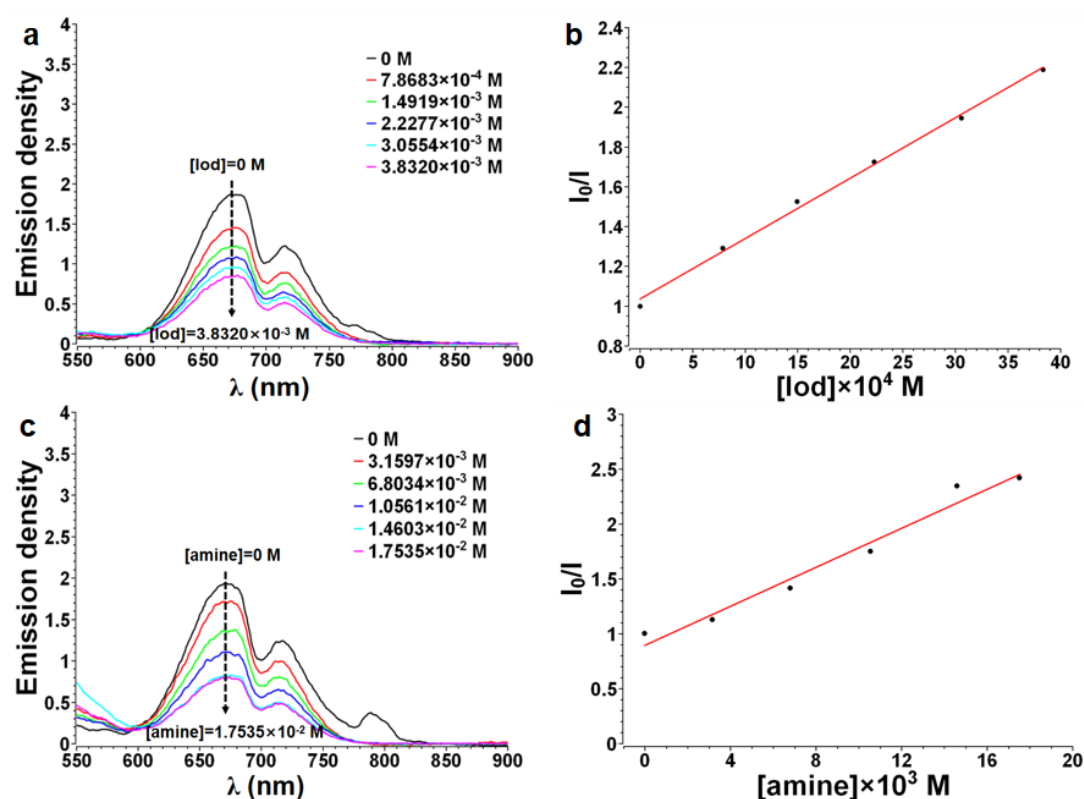 a
4
3.5
3
2.5
2
1.5
1
0.5
0
Emission density
550 600 650 700 750 800 850 900
λ (nm)
0 M
7.8683×10⁻⁴ M
1.4919×10⁻³ M
2.2277×10⁻³ M
3.0554×10⁻³ M
3.8320×10⁻³ M
[Iod]=0 M
[Iod]=3.8320×10⁻³ M
b
2.4
2.2
2
1.8
1.6
1.4
1.2
1
0.8
I₀/I
0 10 20 30 40
[Iod]×10⁴ M
c
4
3.5
3
2.5
2
1.5
1
0.5
0
Emission density
550 600 650 700 750 800 850 900
λ (nm)
0 M
3.1597×10⁻³ M
6.8034×10⁻³ M
1.0561×10⁻² M
1.4603×10⁻² M
1.7535×10⁻² M
[amine]=0 M
[amine]=1.7535×10⁻² M
d
3
2.5
2
1.5
1
0.5
0
I₀/I
0 4 8 12 16 20
[amine]×10³ M